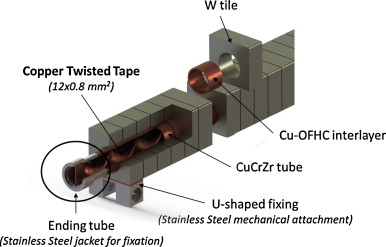 W tile
Copper Twisted Tape
(12x0.8 mm²)
Cu-OFHC interlayer
CuCrZr tube
U-shaped fixing
(Stainless Steel mechanical attachment)
Ending tube
(Stainless Steel jacket for fixation)